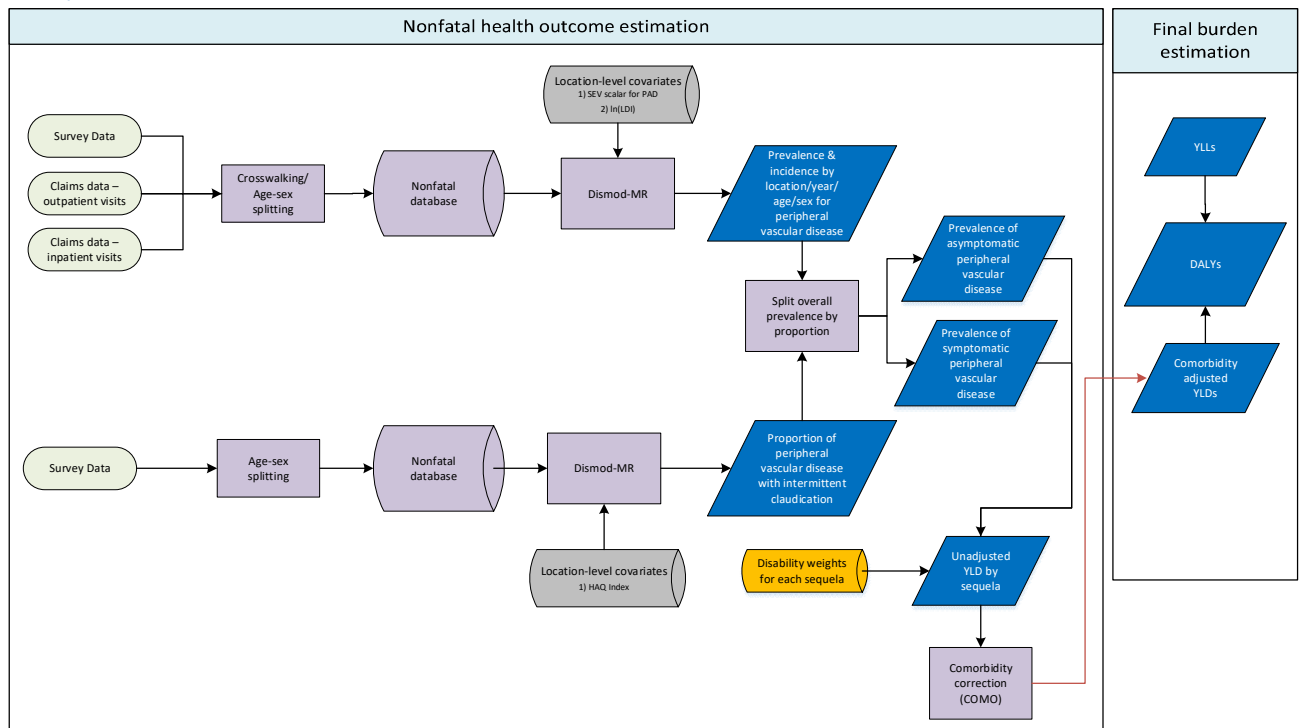 Nonfatal health outcome estimation
Final burden
estimation
Location-level covariates
1) SEV scalar for PAD
2) ln(LDI)
Survey Data
Claims data –
outpatient visits
Claims data –
inpatient visits
Crosswalking/
Age-sex
splitting
Nonfatal
database
Dismod-MR
Prevalence &
incidence by
location/year/
age/sex for
peripheral
vascular disease
Split overall
prevalence by
proportion
Prevalence of
asymptomatic
peripheral
vascular
disease
Prevalence of
symptomatic
peripheral
vascular
disease
YLLs
DALYs
Comorbidity
adjusted
YLDs
Survey Data
Age-sex
splitting
Nonfatal
database
Dismod-MR
Proportion of
peripheral
vascular disease
with intermittent
claudication
Location-level covariates
1) HAQ Index
Disability weights
for each sequela
Unadjusted
YLD by
sequela
Comorbidity
correction
(COMO)